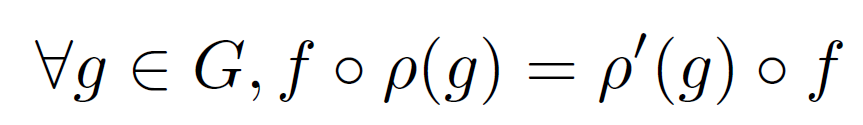 ∀g ∈ G, f ∘ ρ(g) = ρ′(g) ∘ f